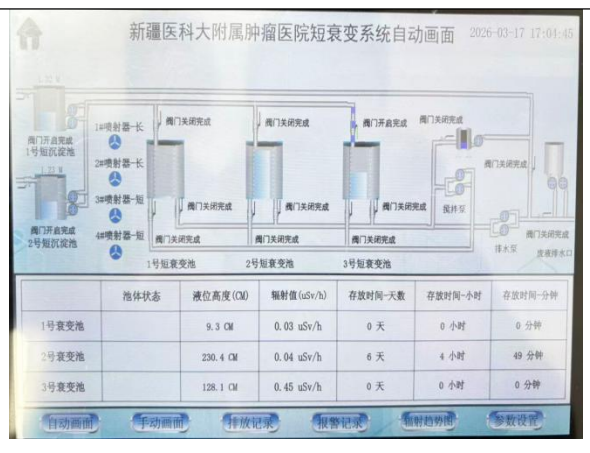 新疆医科大附属肿瘤医院短衰变系统自动画面
2026-03-17 17:04:45
1.32 M
阀门开启完成
1号短沉淀池
1.22 M
阀门开启完成
2号短沉淀池
1#喷射器-长
2#喷射器-长
3#喷射器-短
4#喷射器-短
阀门关闭完成
阀门关闭完成
阀门开启完成
阀门关闭完成
阀门关闭完成
阀门关闭完成
阀门关闭完成
阀门关闭完成
搅拌泵
阀门关闭完成
阀门关闭完成
阀门关闭完成
排水泵
阀门关闭完成
废液排水口
1号短衰变池
2号短衰变池
3号短衰变池
池体状态 液位高度(CM) 辐射值(uSv/h) 存放时间-天数 存放时间-小时 存放时间-分钟
1号衰变池 9.3 CM 0.03 uSv/h 0 天 0 小时 0 分钟
2号衰变池 230.4 CM 0.04 uSv/h 6 天 4 小时 49 分钟
3号衰变池 128.1 CM 0.45 uSv/h 0 天 0 小时 0 分钟
自动画面 手动画面 排放记录 报警记录 辐射趋势图 参数设置